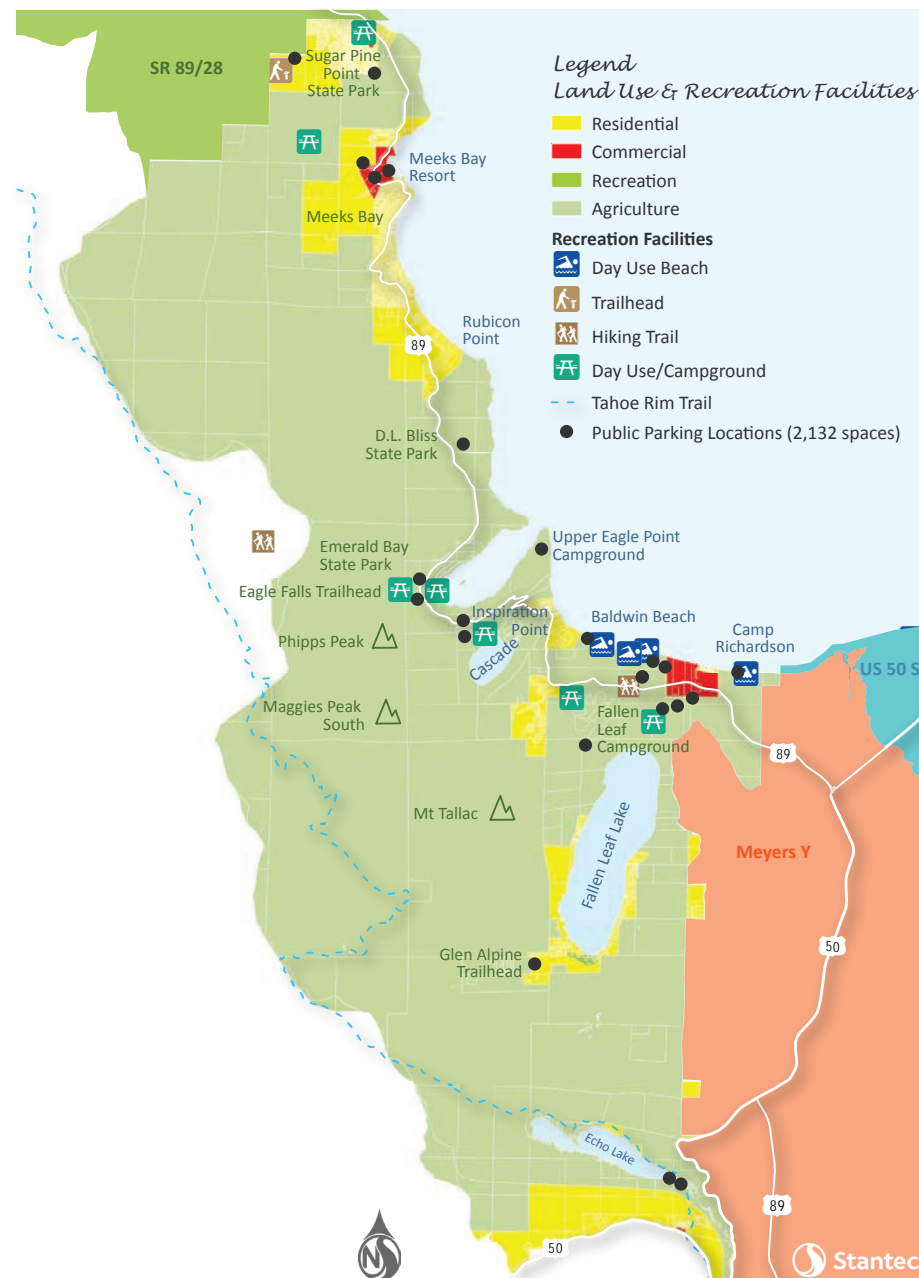 SR 89/28
Sugar Pine
Point
State Park
Legend
Land Use & Recreation Facilities
Residential
Commercial
Recreation
Agriculture
Recreation Facilities
Day Use Beach
Trailhead
Hiking Trail
Day Use/Campground
Tahoe Rim Trail
Public Parking Locations (2,132 spaces)
Meeks Bay
Resort
Meeks Bay
Rubicon
Point
89
D.L. Bliss
State Park
Upper Eagle Point
Campground
Emerald Bay
State Park
Eagle Falls Trailhead
Inspiration
Point
Baldwin Beach
Camp
Richardson
US 50 S
Phipps Peak
Cascade
Maggies Peak
South
Fallen
Leaf
Campground
89
Mt Tallac
Fallen Leaf Lake
Meyers Y
50
Glen Alpine
Trailhead
Echo Lake
89
50
N
Stantec